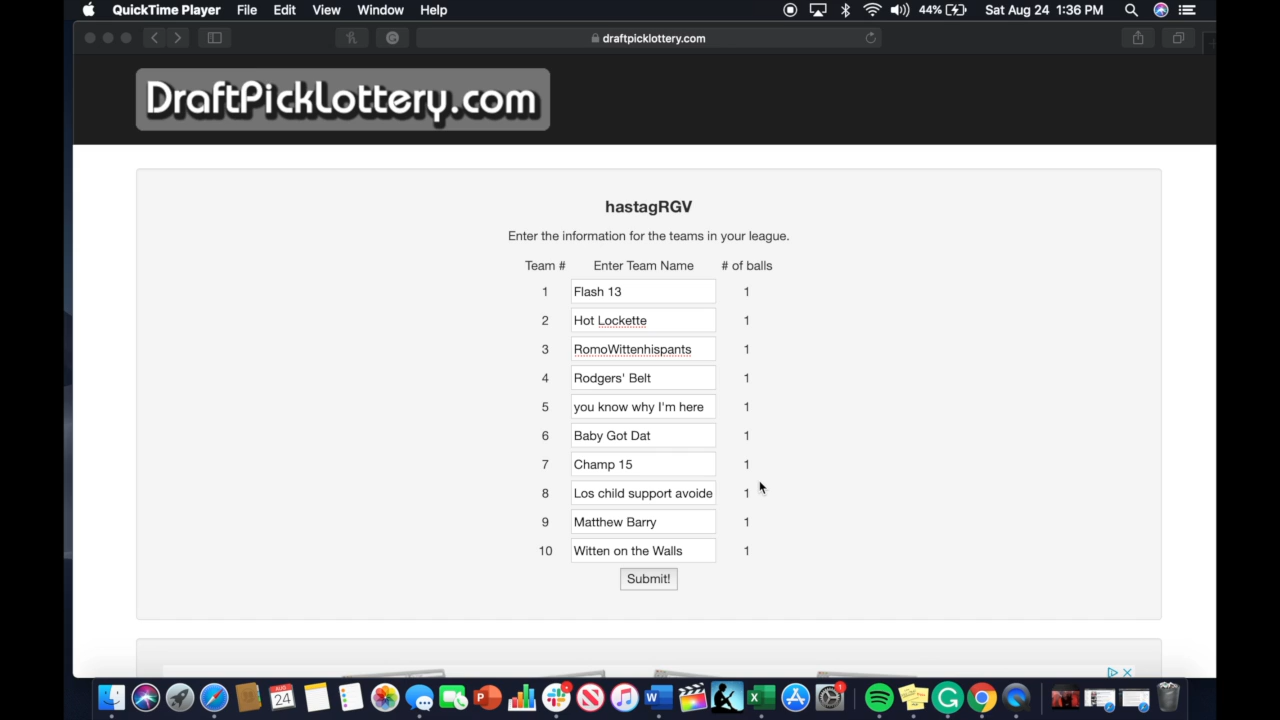 QuickTime Player File Edit View Window Help 44% Sat Aug 24 1:36 PM
draftpicklottery.com
DraftPickLottery.com
hastagRGV
Enter the information for the teams in your league.
Team # Enter Team Name # of balls
1 Flash 13 1
2 Hot Lockette 1
3 RomoWittenhispants 1
4 Rodgers' Belt 1
5 you know why I'm here 1
6 Baby Got Dat 1
7 Champ 15 1
8 Los child support avoide 1
9 Matthew Barry 1
10 Witten on the Walls 1
Submit!
AUG
24